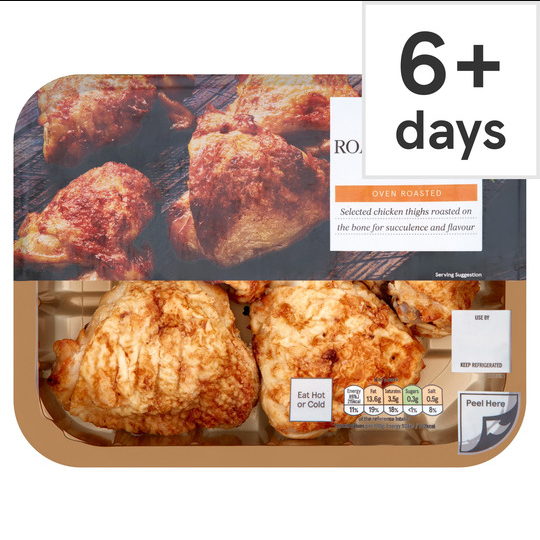 6+
days
OVEN ROASTED
Selected chicken thighs roasted on
the bone for succulence and flavour
Serving Suggestion
USE BY
KEEP REFRIGERATED
Eat Hot
or Cold
Energy Fat Saturates Sugars Salt
13.6g 3.5g 0.3g 0.5g
11% 19% 18% <1% 8%
Peel Here